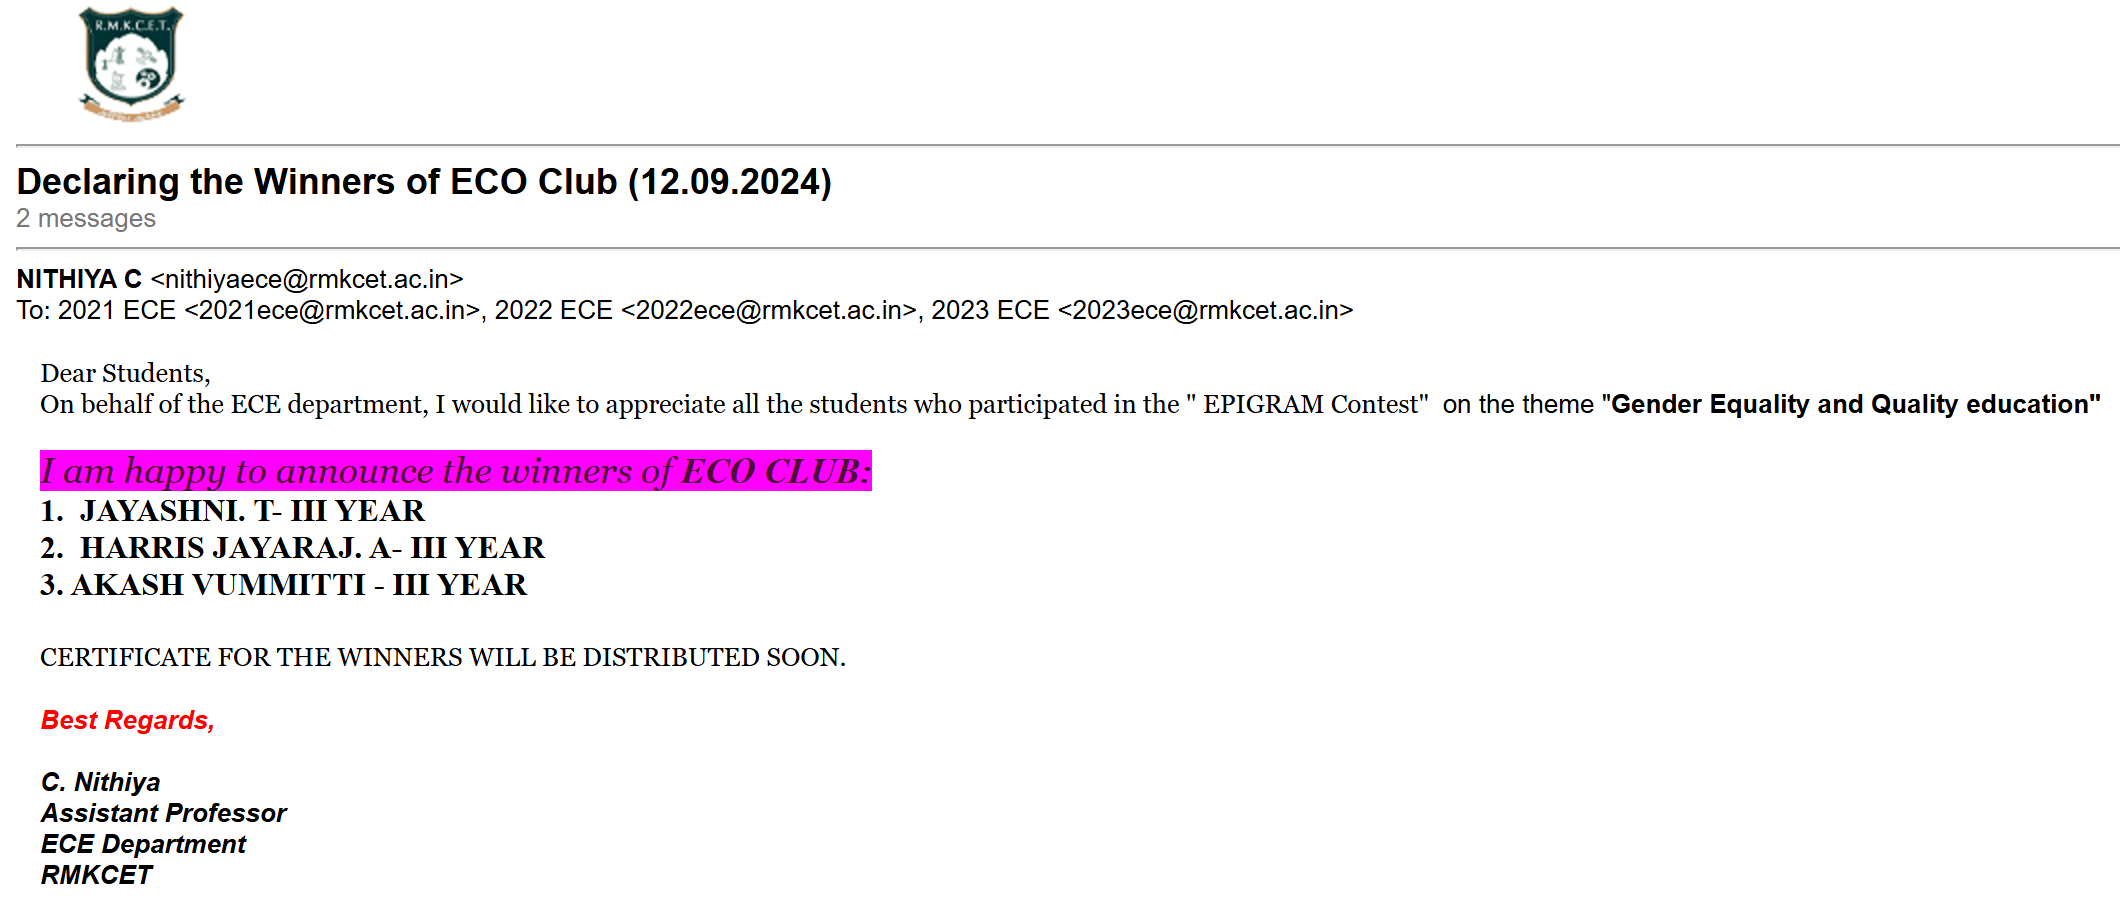 R.M.K.C.E.T.
Declaring the Winners of ECO Club (12.09.2024)
2 messages
NITHIYA C <nithiyaece@rmkcet.ac.in>
To: 2021 ECE <2021ece@rmkcet.ac.in>, 2022 ECE <2022ece@rmkcet.ac.in>, 2023 ECE <2023ece@rmkcet.ac.in>
Dear Students,
On behalf of the ECE department, I would like to appreciate all the students who participated in the " EPIGRAM Contest"  on the theme "Gender Equality and Quality education"
I am happy to announce the winners of ECO CLUB:
1.  JAYASHNI. T- III YEAR
2.  HARRIS JAYARAJ. A- III YEAR
3. AKASH VUMMITTI - III YEAR
CERTIFICATE FOR THE WINNERS WILL BE DISTRIBUTED SOON.
Best Regards,
C. Nithiya
Assistant Professor
ECE Department
RMKCET